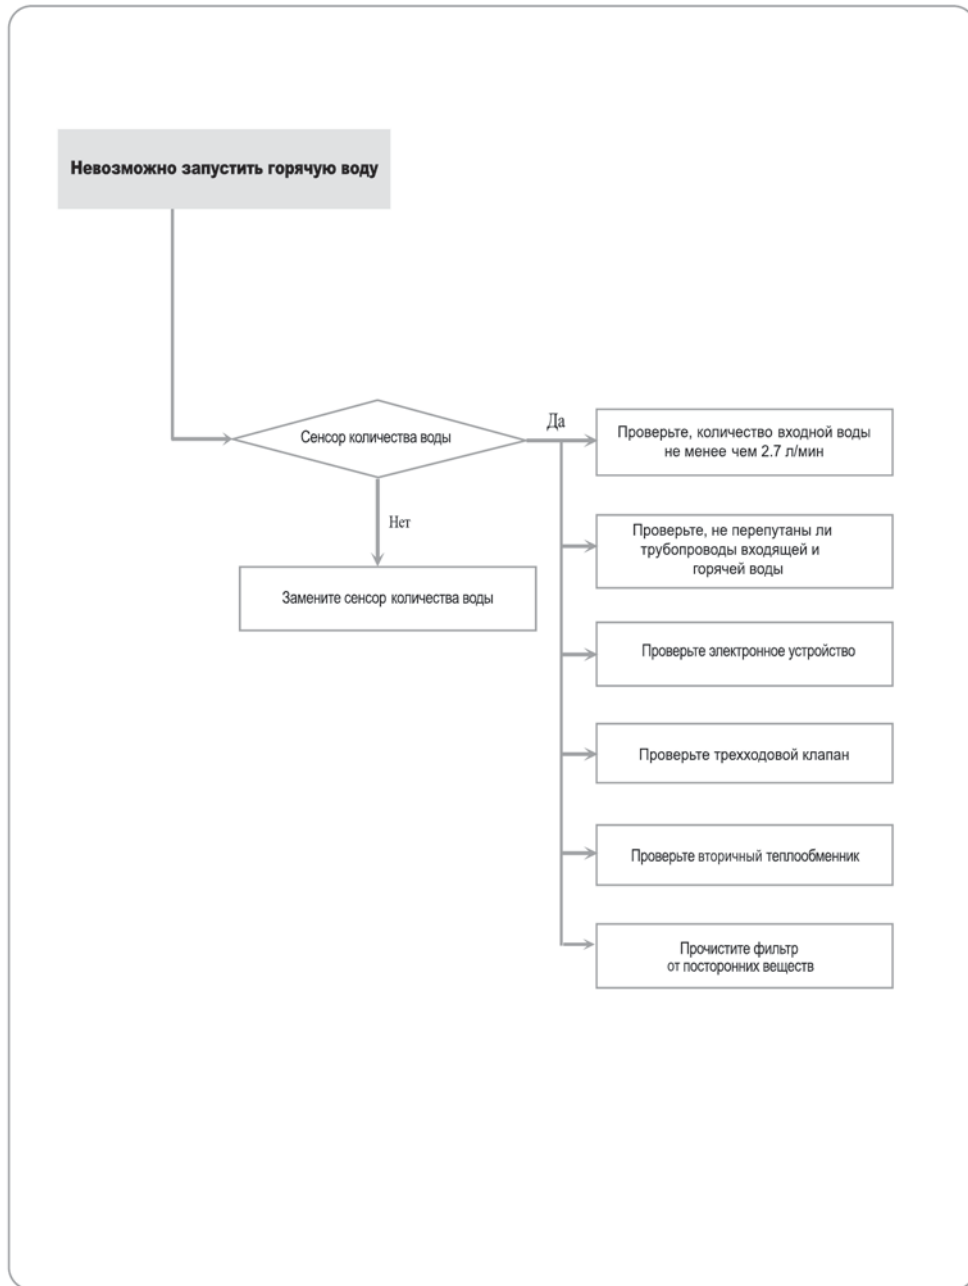 Невозможно запустить горячую воду
Сенсор количества воды
Да
Проверьте, количество входной воды
не менее чем 2.7 л/мин
Нет
Проверьте, не перепутаны ли
трубопроводы входящей и
горячей воды
Замените сенсор количества воды
Проверьте электронное устройство
Проверьте трехходовой клапан
Проверьте вторичный теплообменник
Прочистите фильтр
от посторонних веществ